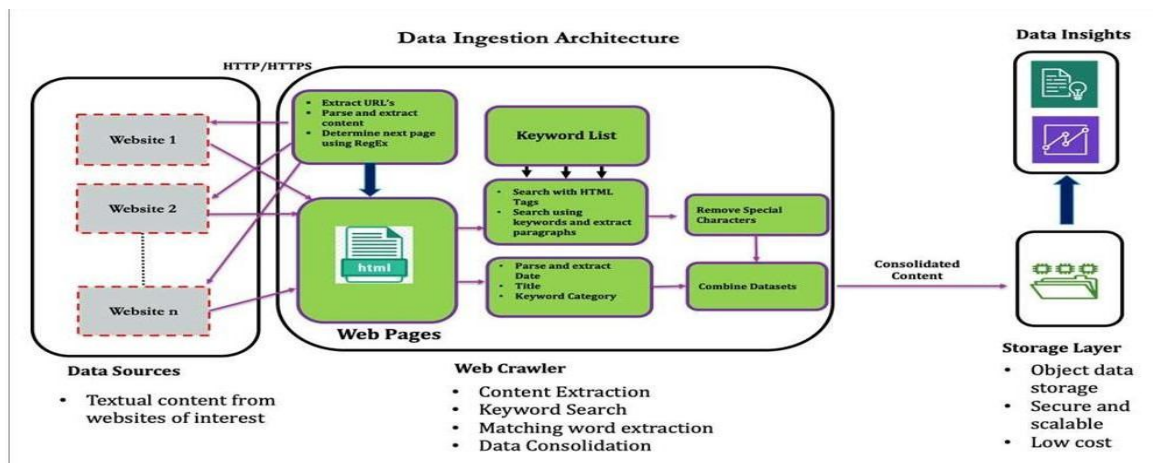 Data Ingestion Architecture
Data Insights
HTTP/HTTPS
Website 1
Website 2
Website n
• Extract URL's
• Parse and extract
content
• Determine next page
using RegEx
Keyword List
• Search with HTML
Tags
• Search using
keywords and extract
paragraphs
Remove Special
Characters
html
• Parse and extract
Date
• Title
• Keyword Category
Combine Datasets
Consolidated
Content
Web Pages
Data Sources
• Textual content from
websites of interest
Web Crawler
• Content Extraction
• Keyword Search
• Matching word extraction
• Data Consolidation
Storage Layer
• Object data
storage
• Secure and
scalable
• Low cost